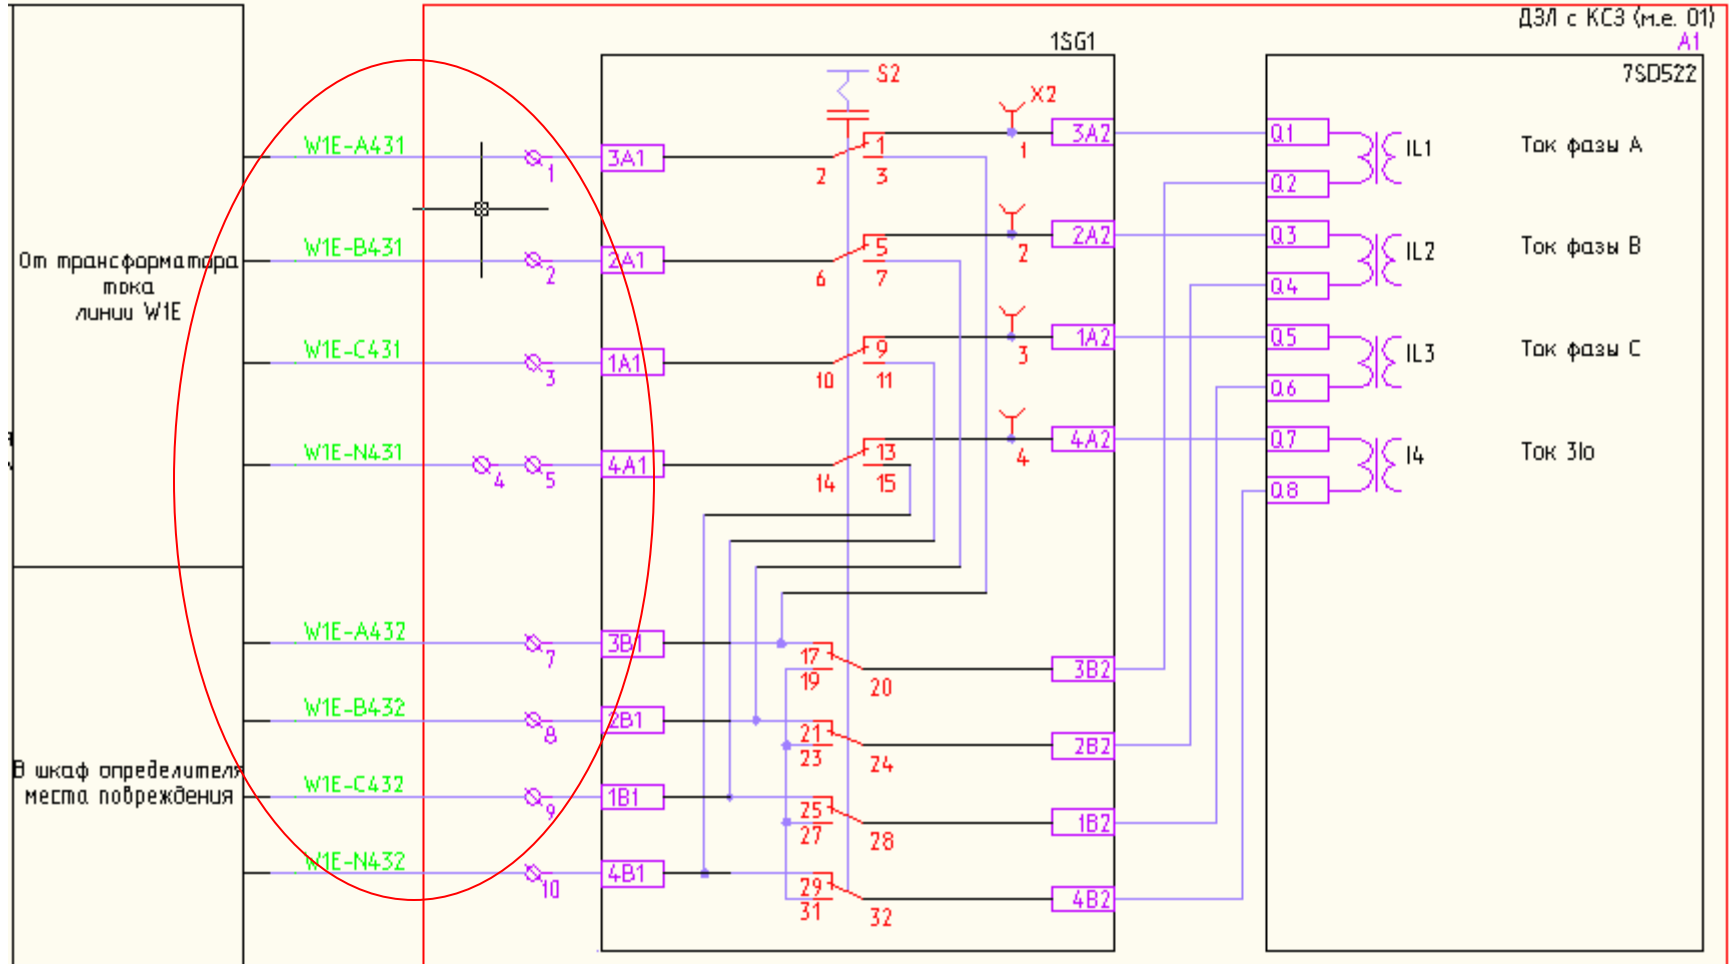 ДЗЛ с КСЗ (м.е. 01)
A1
1SG1
7SD522
S2
X2
W1E-A431
1
3A1
2
1
3
1
3A2
Q1
Q2
IL1
Ток фазы А
W1E-B431
2
2A1
6
5
7
2
2A2
Q3
Q4
IL2
Ток фазы В
От трансформатора
тока
линии W1E
W1E-C431
3
1A1
10
9
11
3
1A2
Q5
Q6
IL3
Ток фазы С
W1E-N431
4
5
4A1
14
13
15
4
4A2
Q7
Q8
I4
Ток 3Iо
W1E-A432
7
3B1
17
19
20
3B2
W1E-B432
8
2B1
21
23
24
2B2
В шкаф определителя
места повреждения
W1E-C432
9
1B1
25
27
28
1B2
W1E-N432
10
4B1
29
31
32
4B2